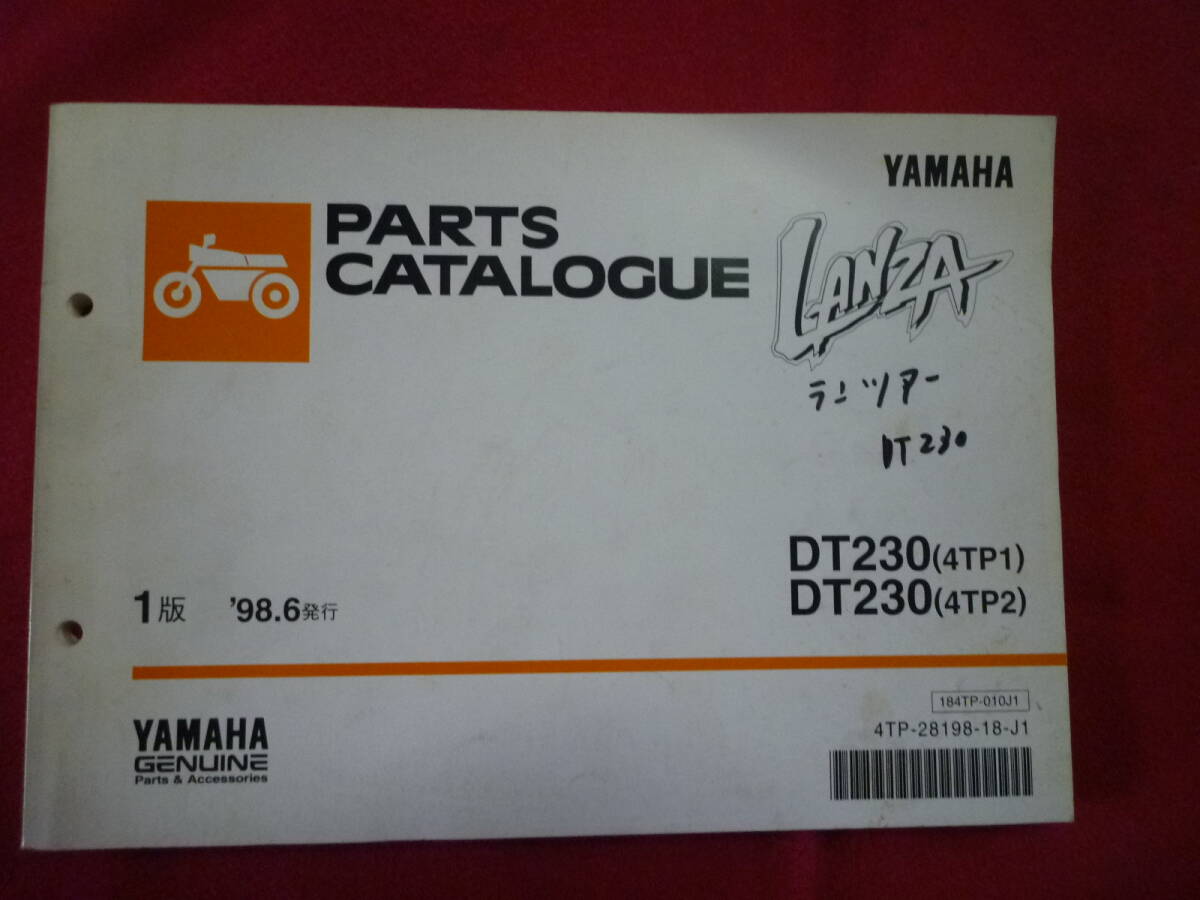 YAMAHA
PARTS
CATALOGUE
LANZA
ランツァー
DT230
DT230(4TP1)
DT230(4TP2)
1版 '98.6発行
184TP-010J1
4TP-28198-18-J1
YAMAHA
GENUINE
Parts & Accessories